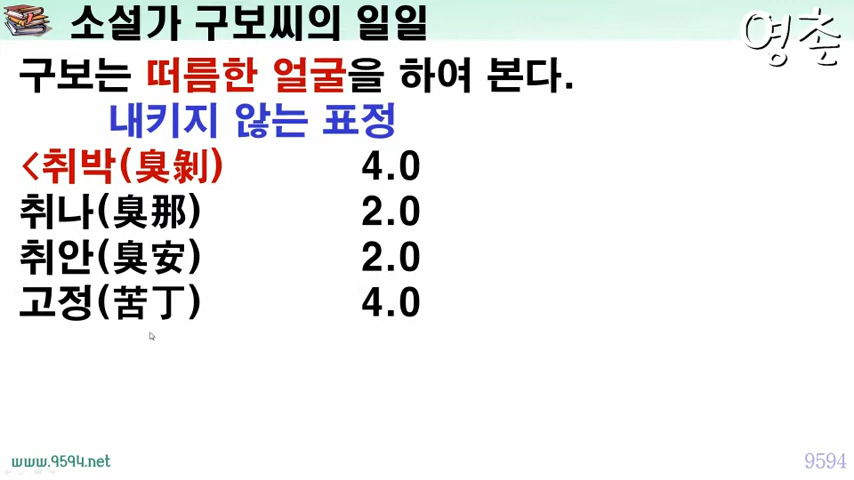 소설가 구보씨의 일일
영촌
구보는 떠름한 얼굴을 하여 본다.
내키지 않는 표정
<취박(臭剝) 4.0
취나(臭那) 2.0
취안(臭安) 2.0
고정(苦丁) 4.0
www.9594.net
9594